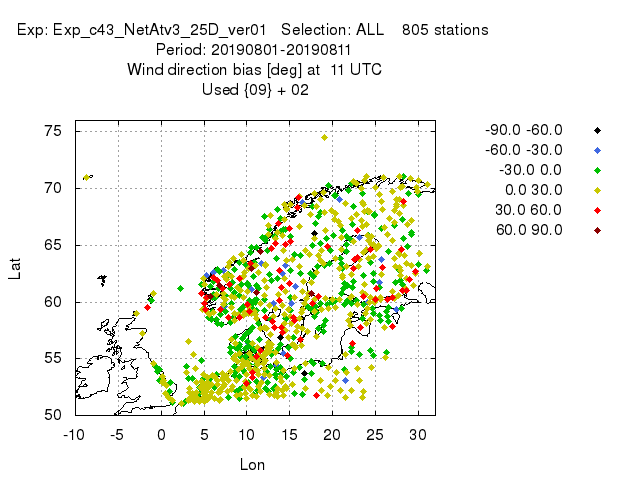 Exp: Exp_c43_NetAtv3_25D_ver01 Selection: ALL 805 stations
Period: 20190801-20190811
Wind direction bias [deg] at 11 UTC
Used {09} + 02
-90.0 -60.0
-60.0 -30.0
-30.0 0.0
0.0 30.0
30.0 60.0
60.0 90.0
75
70
65
60
55
50
Lat
-10 -5 0 5 10 15 20 25 30
Lon